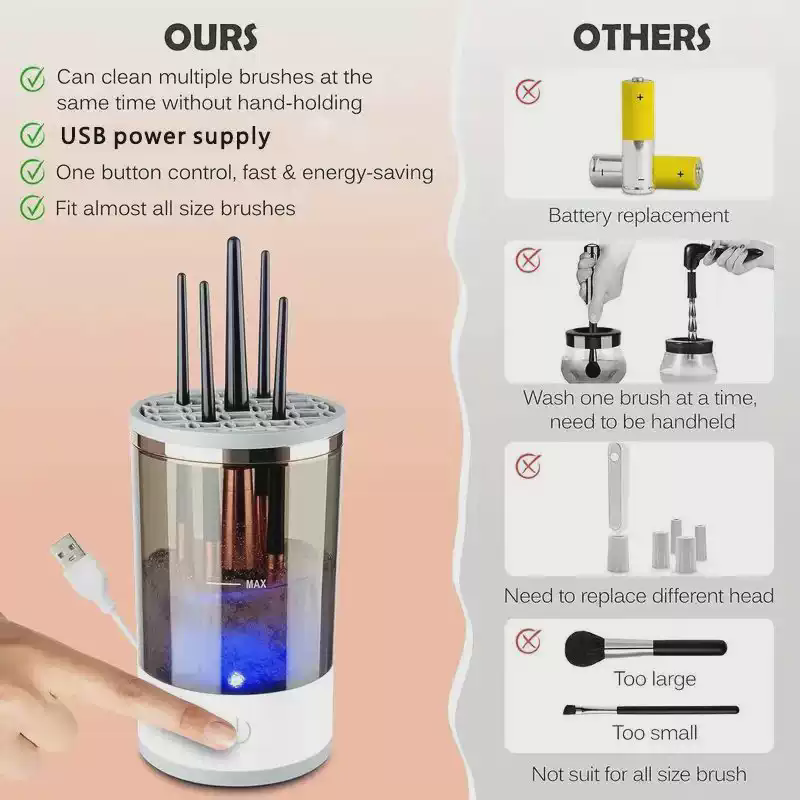 OURS
Can clean multiple brushes at the
same time without hand-holding
USB power supply
One button control, fast & energy-saving
Fit almost all size brushes
MAX
OTHERS
Battery replacement
Wash one brush at a time,
need to be handheld
Need to replace different head
Too large
Too small
Not suit for all size brush